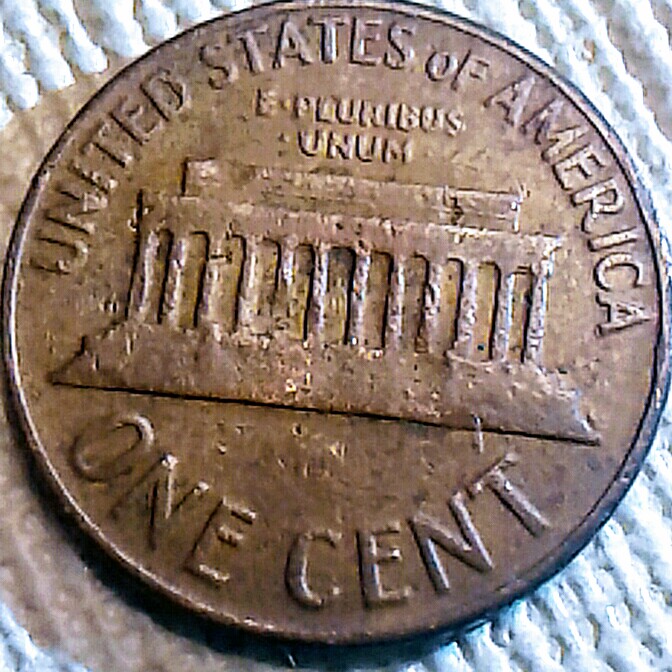 UNITED STATES OF AMERICA
E·PLURIBUS
UNUM
ONE CENT